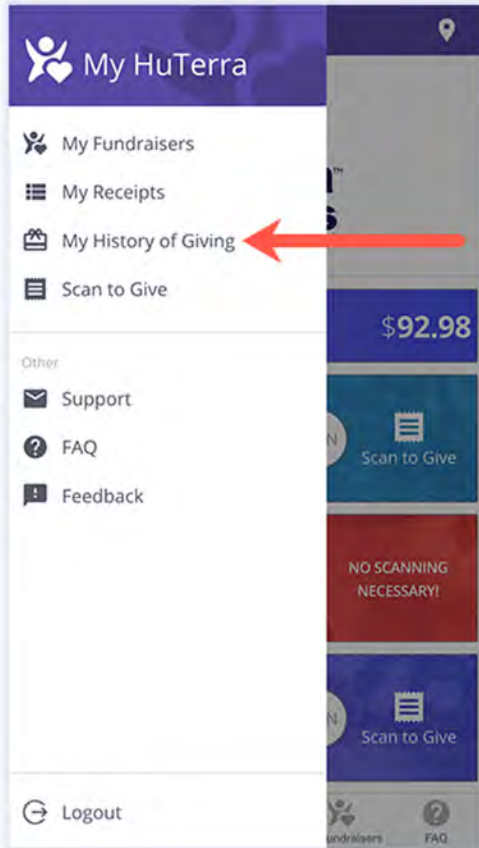 My HuTerra
My Fundraisers
My Receipts
My History of Giving
Scan to Give
Other
Support
FAQ
Feedback
Logout
$92.98
Scan to Give
NO SCANNING
NECESSARY!
Scan to Give
FAQ